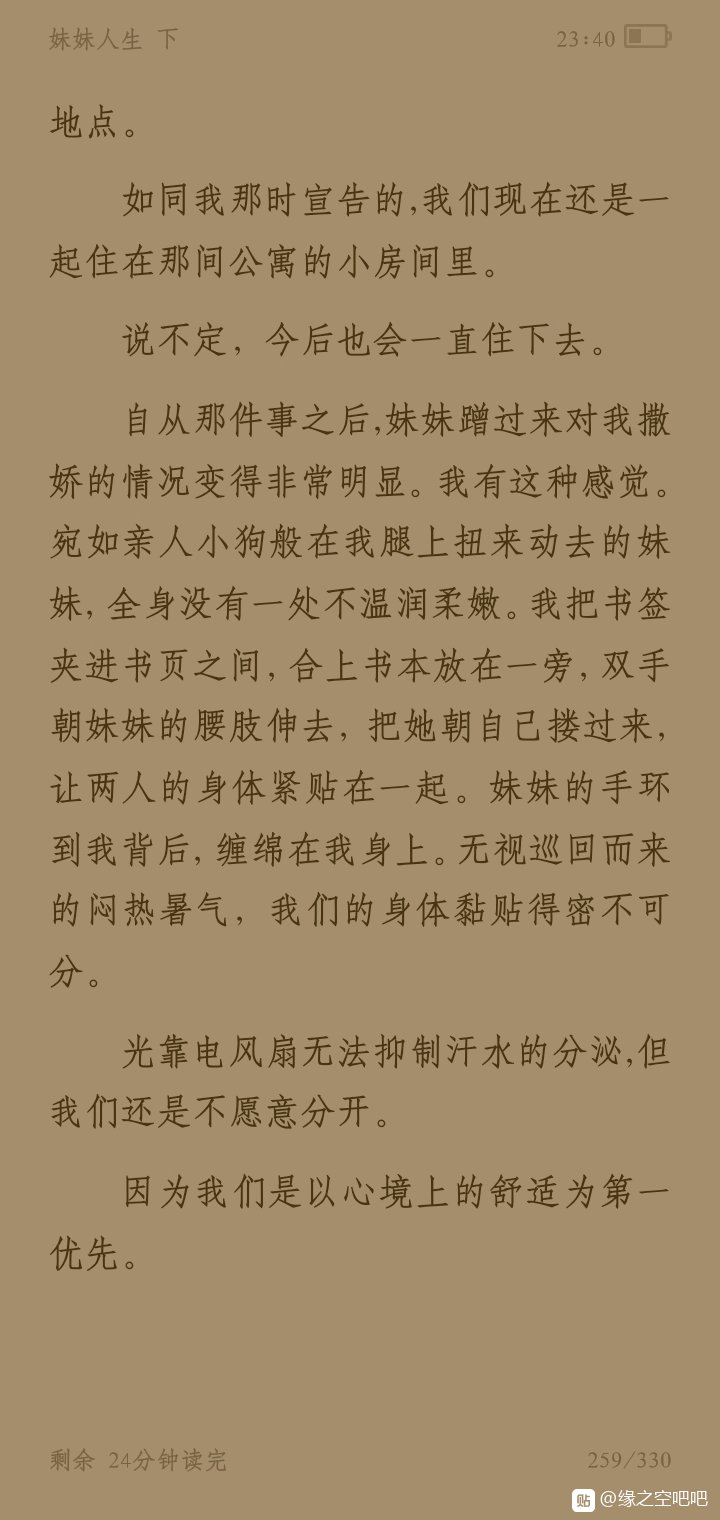 妹妹人生 下
23:40
地点。
如同我那时宣告的,我们现在还是一
起住在那间公寓的小房间里。
说不定，今后也会一直住下去。
自从那件事之后,妹妹蹭过来对我撒
娇的情况变得非常明显。我有这种感觉。
宛如亲人小狗般在我腿上扭来动去的妹
妹，全身没有一处不温润柔嫩。我把书签
夹进书页之间，合上书本放在一旁，双手
朝妹妹的腰肢伸去，把她朝自己搂过来，
让两人的身体紧贴在一起。妹妹的手环
到我背后，缠绵在我身上。无视巡回而来
的闷热暑气，我们的身体黏贴得密不可
分。
光靠电风扇无法抑制汗水的分泌,但
我们还是不愿意分开。
因为我们是以心境上的舒适为第一
优先。
剩余 24分钟读完
259/330
贴 @缘之空吧吧